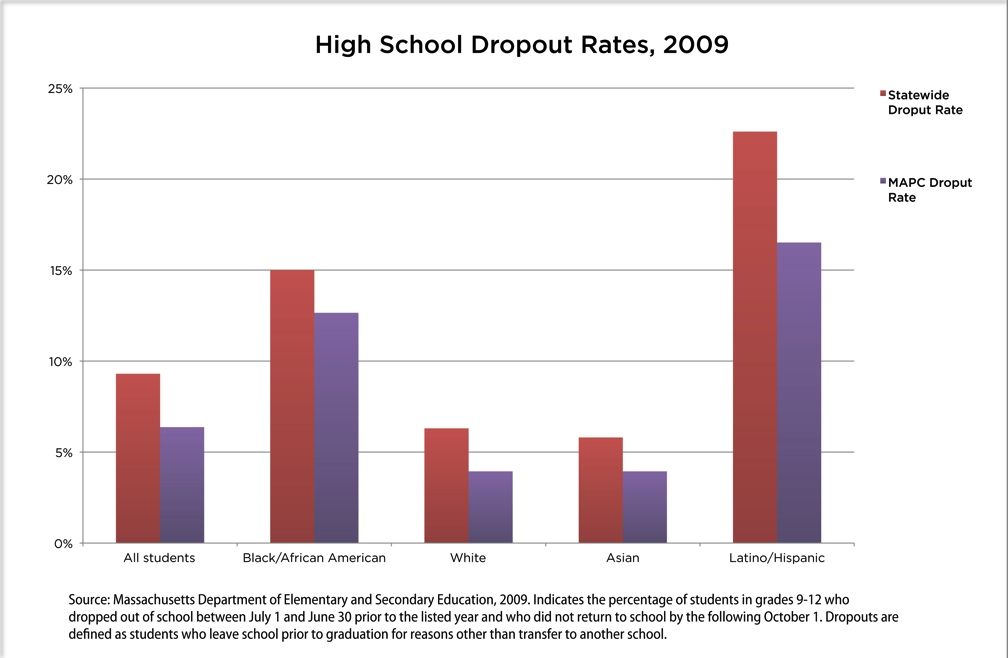 High School Dropout Rates, 2009
25%
20%
15%
10%
5%
0%
Statewide
Droput Rate
MAPC Droput
Rate
All students
Black/African American
White
Asian
Latino/Hispanic
Source: Massachusetts Department of Elementary and Secondary Education, 2009. Indicates the percentage of students in grades 9-12 who
dropped out of school between July 1 and June 30 prior to the listed year and who did not return to school by the following October 1. Dropouts are
defined as students who leave school prior to graduation for reasons other than transfer to another school.